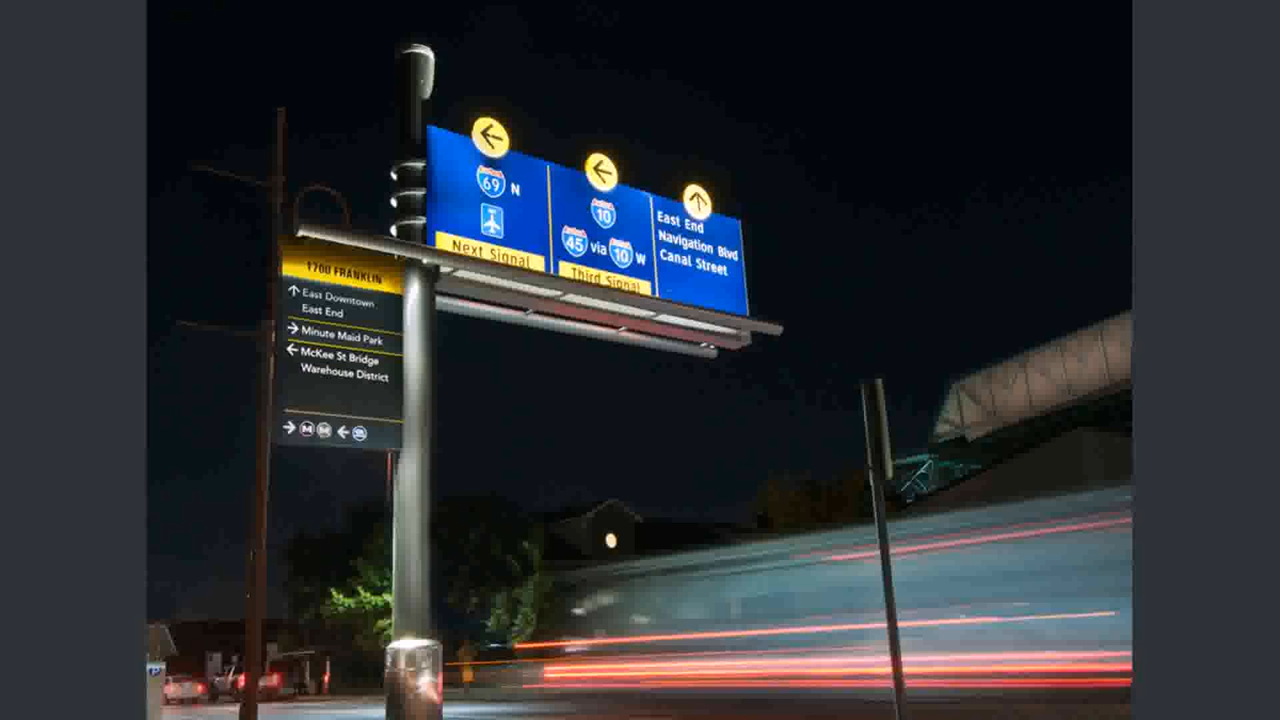 69 N
Next Signal
10
45 via 10 W
Third Signal
East End
Navigation Blvd
Canal Street
1700 FRANKLIN
East Downtown
East End
Minute Maid Park
McKee St Bridge
Warehouse District
M M